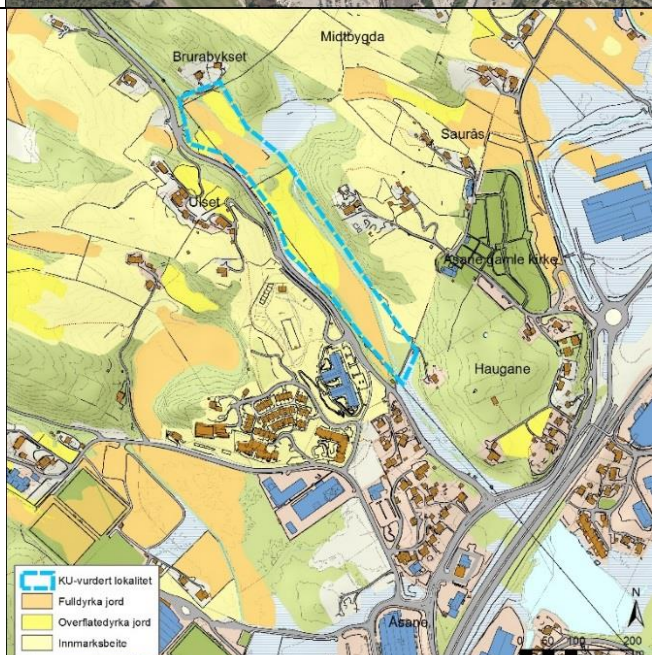 Midtbygda
Brurabykset
Saurås
Ulset
Åsane gamle kirke
Haugane
Åsane
KU-vurdert lokalitet
Fulldyrka jord
Overflatedyrka jord
Innmarksbeite
N
0 50 100 200